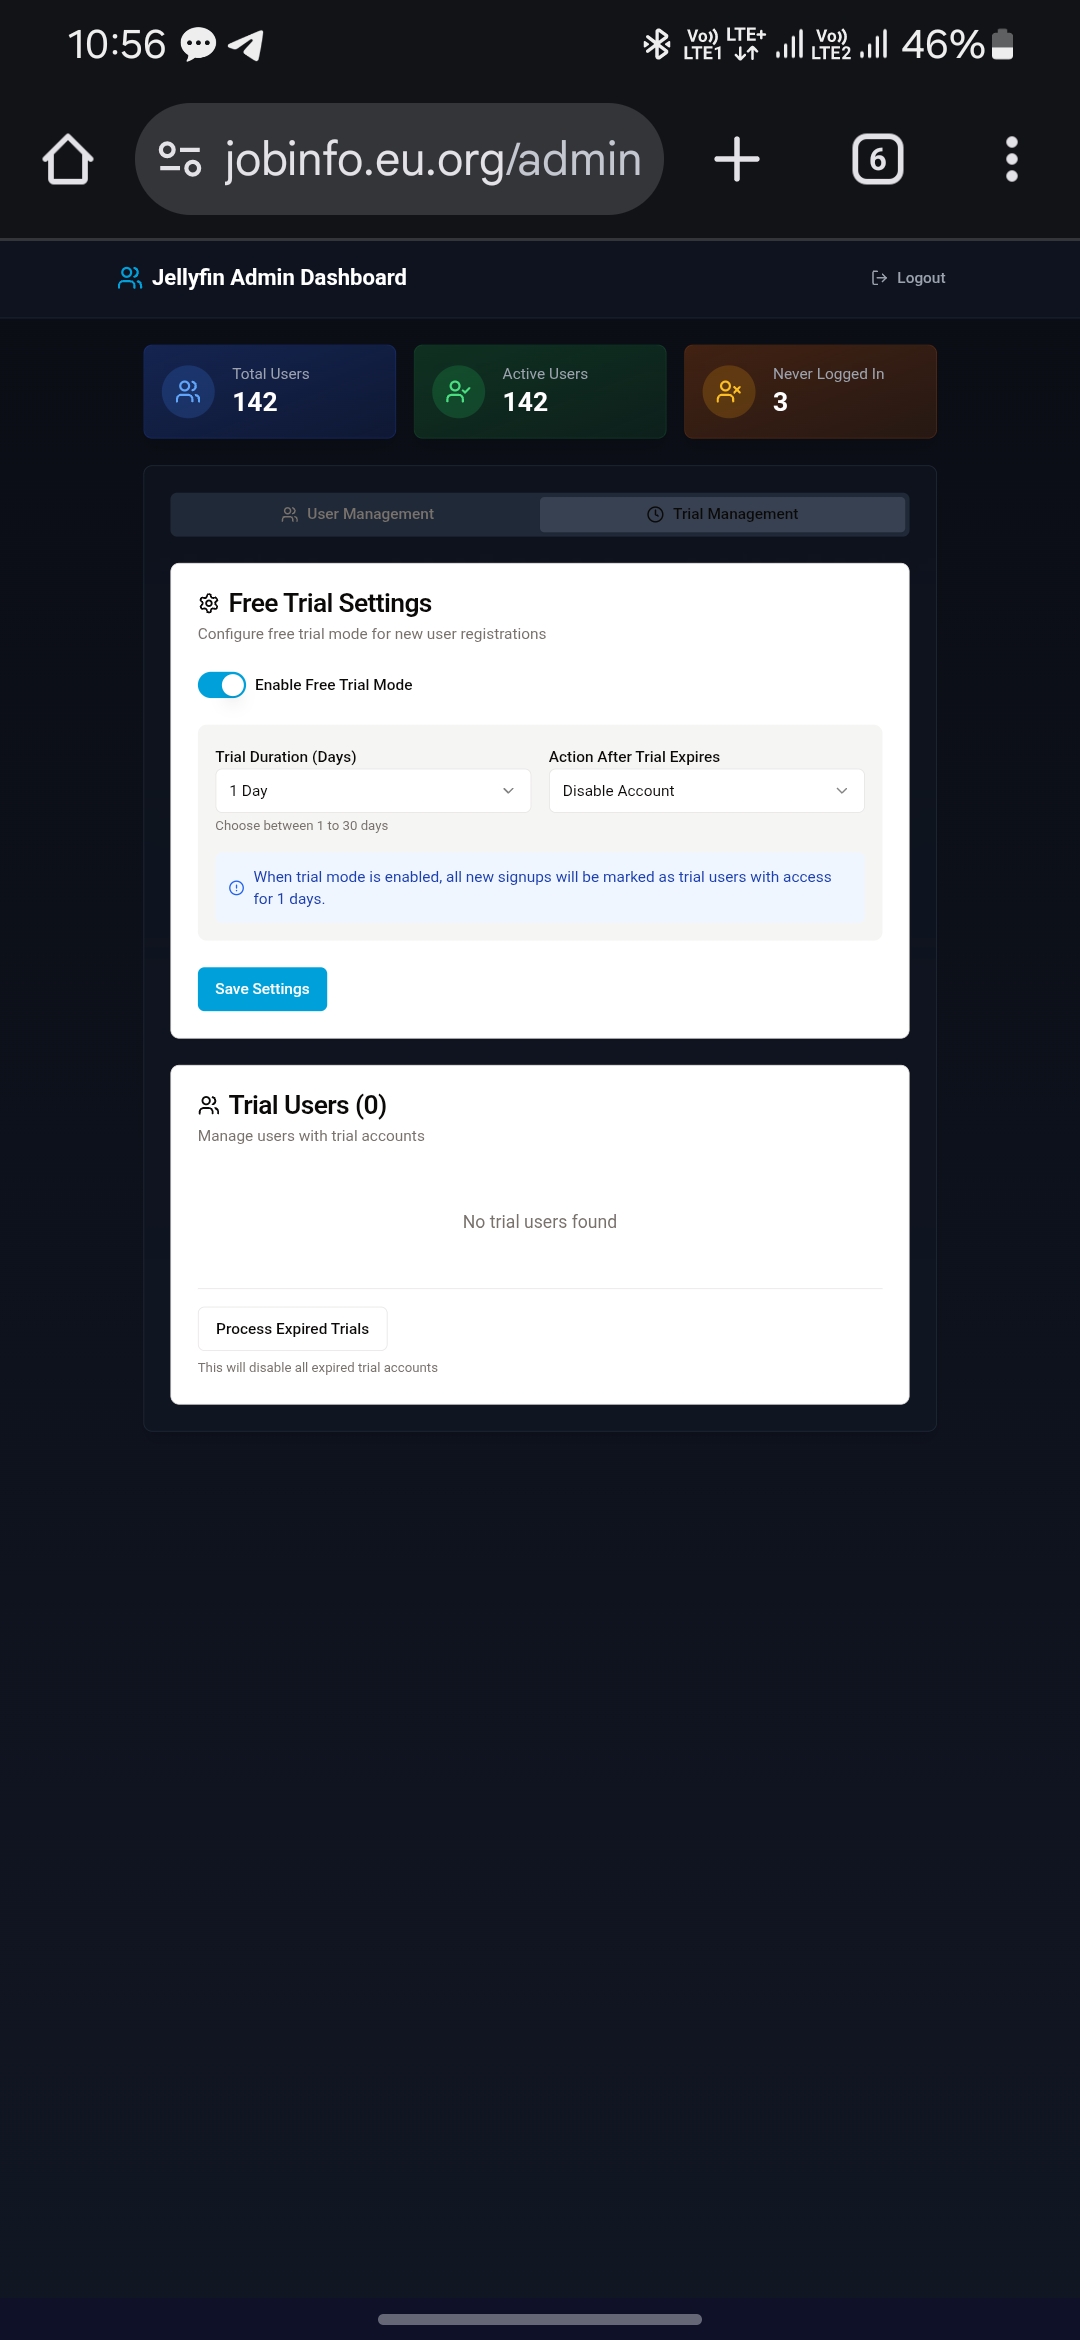 10:56
Vo)) LTE1 LTE+ Vo)) LTE2 46%
jobinfo.eu.org/admin
6
Jellyfin Admin Dashboard
Logout
Total Users
142
Active Users
142
Never Logged In
3
User Management
Trial Management
Free Trial Settings
Configure free trial mode for new user registrations
Enable Free Trial Mode
Trial Duration (Days)
1 Day
Choose between 1 to 30 days
Action After Trial Expires
Disable Account
When trial mode is enabled, all new signups will be marked as trial users with access
for 1 days.
Save Settings
Trial Users (0)
Manage users with trial accounts
No trial users found
Process Expired Trials
This will disable all expired trial accounts